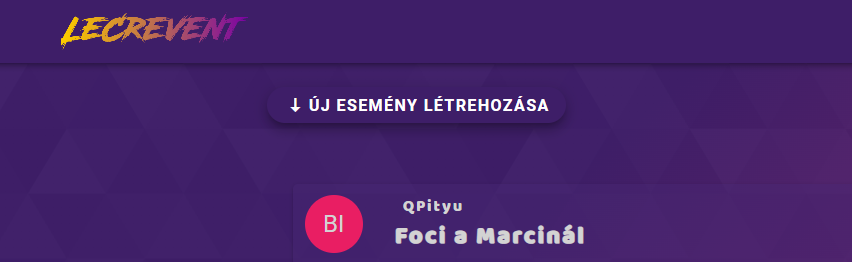 LECREVENT
↓ ÚJ ESEMÉNY LÉTREHOZÁSA
BI
QPityu
Foci a Marcinál